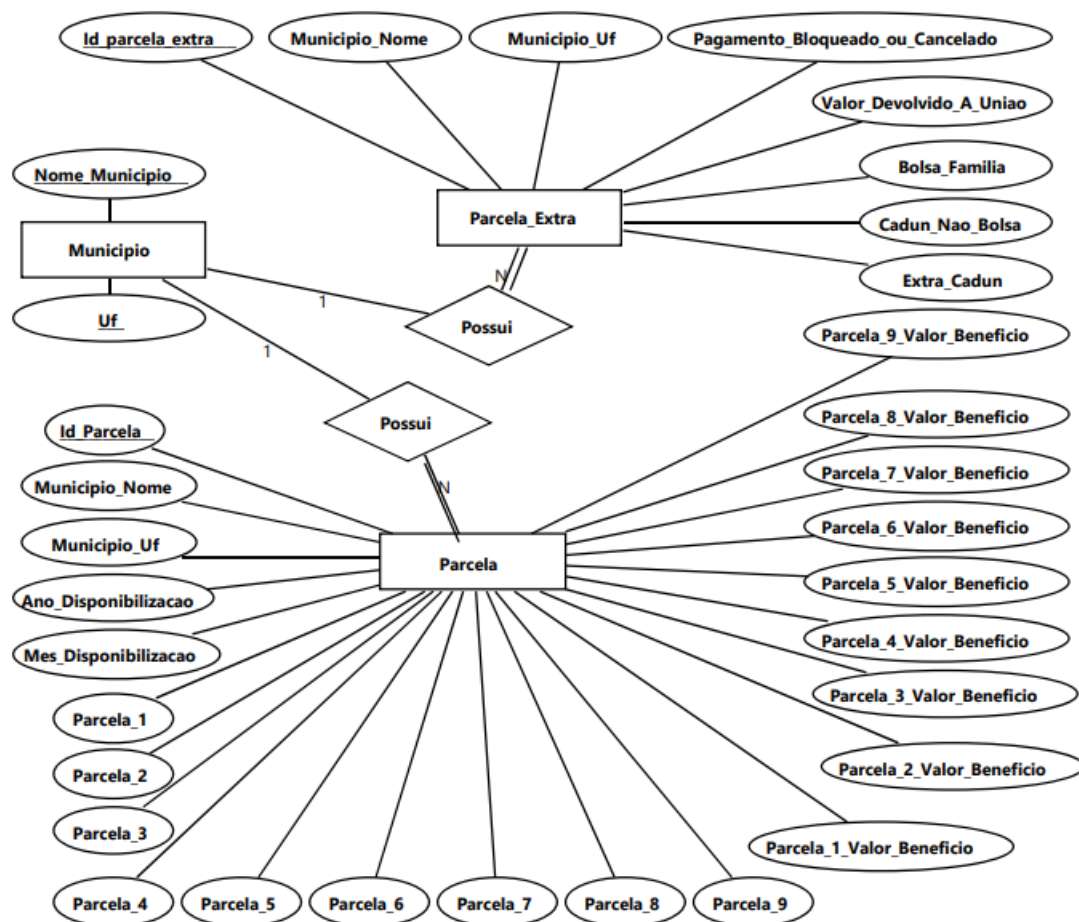 Id_parcela_extra
Municipio_Nome
Municipio_Uf
Pagamento_Bloqueado_ou_Cancelado
Valor_Devolvido_A_Uniao
Nome_Municipio
Bolsa_Familia
Parcela_Extra
Cadun_Nao_Bolsa
Municipio
N
Extra_Cadun
1
Uf
Possui
Parcela_9_Valor_Beneficio
1
Possui
Id_Parcela
Parcela_8_Valor_Beneficio
Municipio_Nome
N
Parcela_7_Valor_Beneficio
Municipio_Uf
Parcela_6_Valor_Beneficio
Parcela
Parcela_5_Valor_Beneficio
Ano_Disponibilizacao
Parcela_4_Valor_Beneficio
Mes_Disponibilizacao
Parcela_3_Valor_Beneficio
Parcela_1
Parcela_2_Valor_Beneficio
Parcela_2
Parcela_3
Parcela_1_Valor_Beneficio
Parcela_4
Parcela_5
Parcela_6
Parcela_7
Parcela_8
Parcela_9